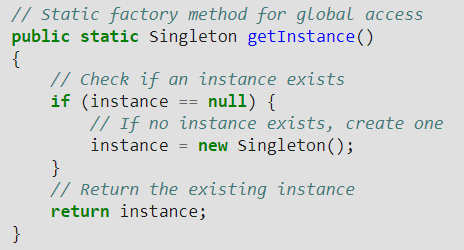 // Static factory method for global access
public static Singleton getInstance()
{
    // Check if an instance exists
    if (instance == null) {
        // If no instance exists, create one
        instance = new Singleton();
    }
    // Return the existing instance
    return instance;
}